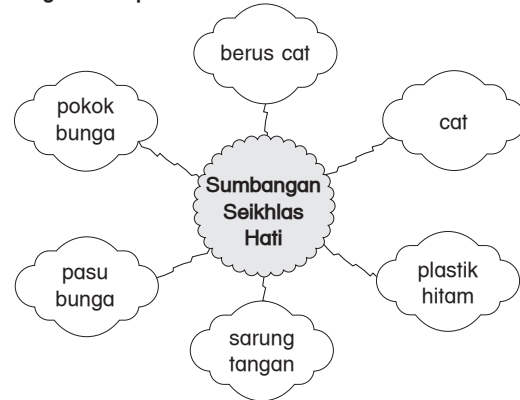 berus cat
pokok
bunga
cat
Sumbangan
Seikhlas
Hati
pasu
bunga
plastik
hitam
sarung
tangan